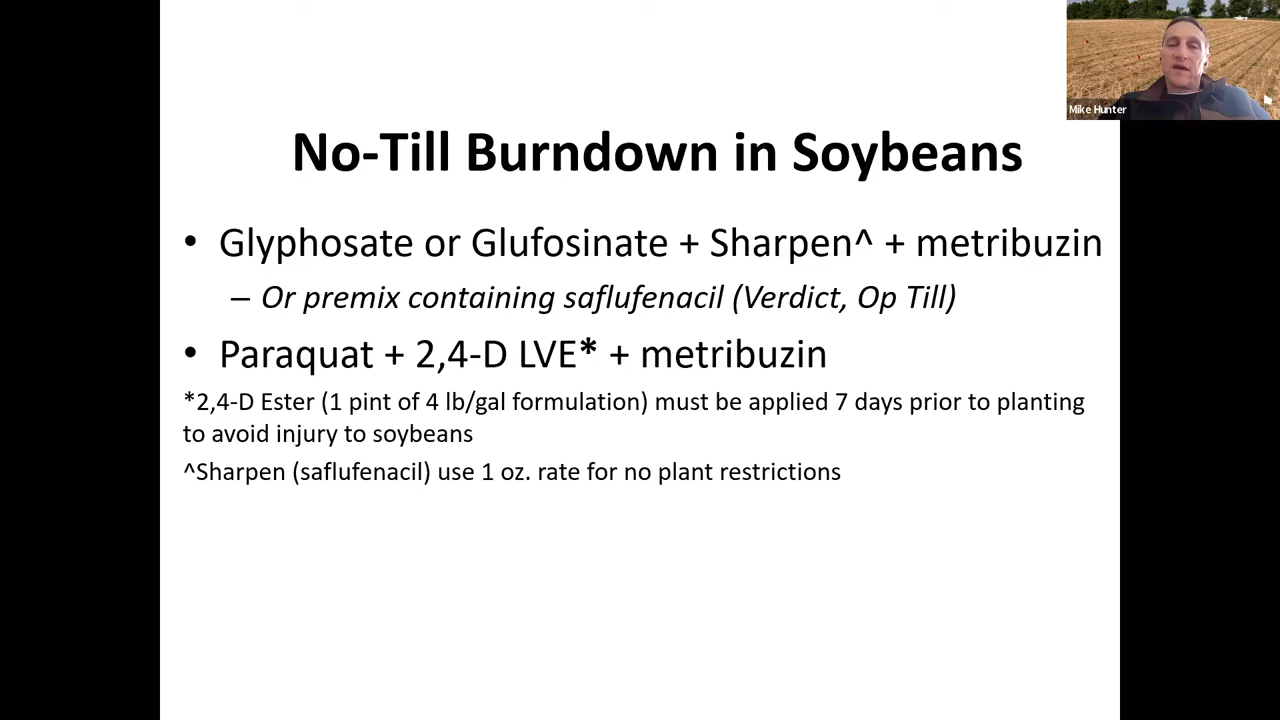 Mike Hunter
No-Till Burndown in Soybeans
• Glyphosate or Glufosinate + Sharpen^ + metribuzin
– Or premix containing saflufenacil (Verdict, Op Till)
• Paraquat + 2,4-D LVE* + metribuzin
*2,4-D Ester (1 pint of 4 lb/gal formulation) must be applied 7 days prior to planting
to avoid injury to soybeans
^Sharpen (saflufenacil) use 1 oz. rate for no plant restrictions